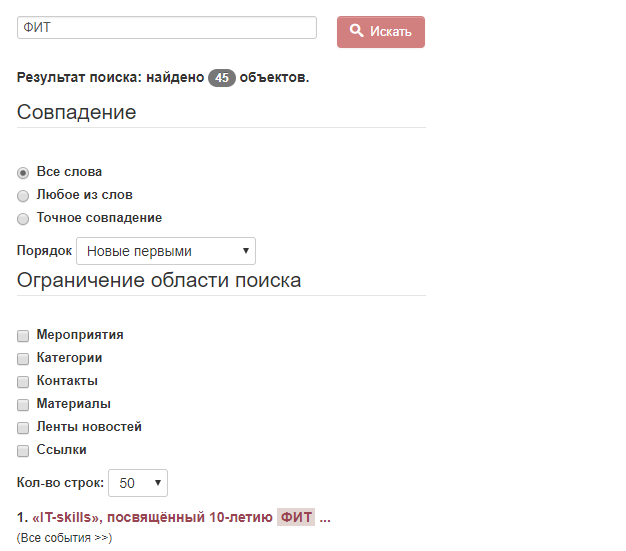 ФИТ
Искать
Результат поиска: найдено 45 объектов.
Совпадение
Все слова
Любое из слов
Точное совпадение
Порядок Новые первыми
Ограничение области поиска
Мероприятия
Категории
Контакты
Материалы
Ленты новостей
Ссылки
Кол-во строк: 50
1. «IT-skills», посвящённый 10-летию ФИТ ...
(Все события >>)